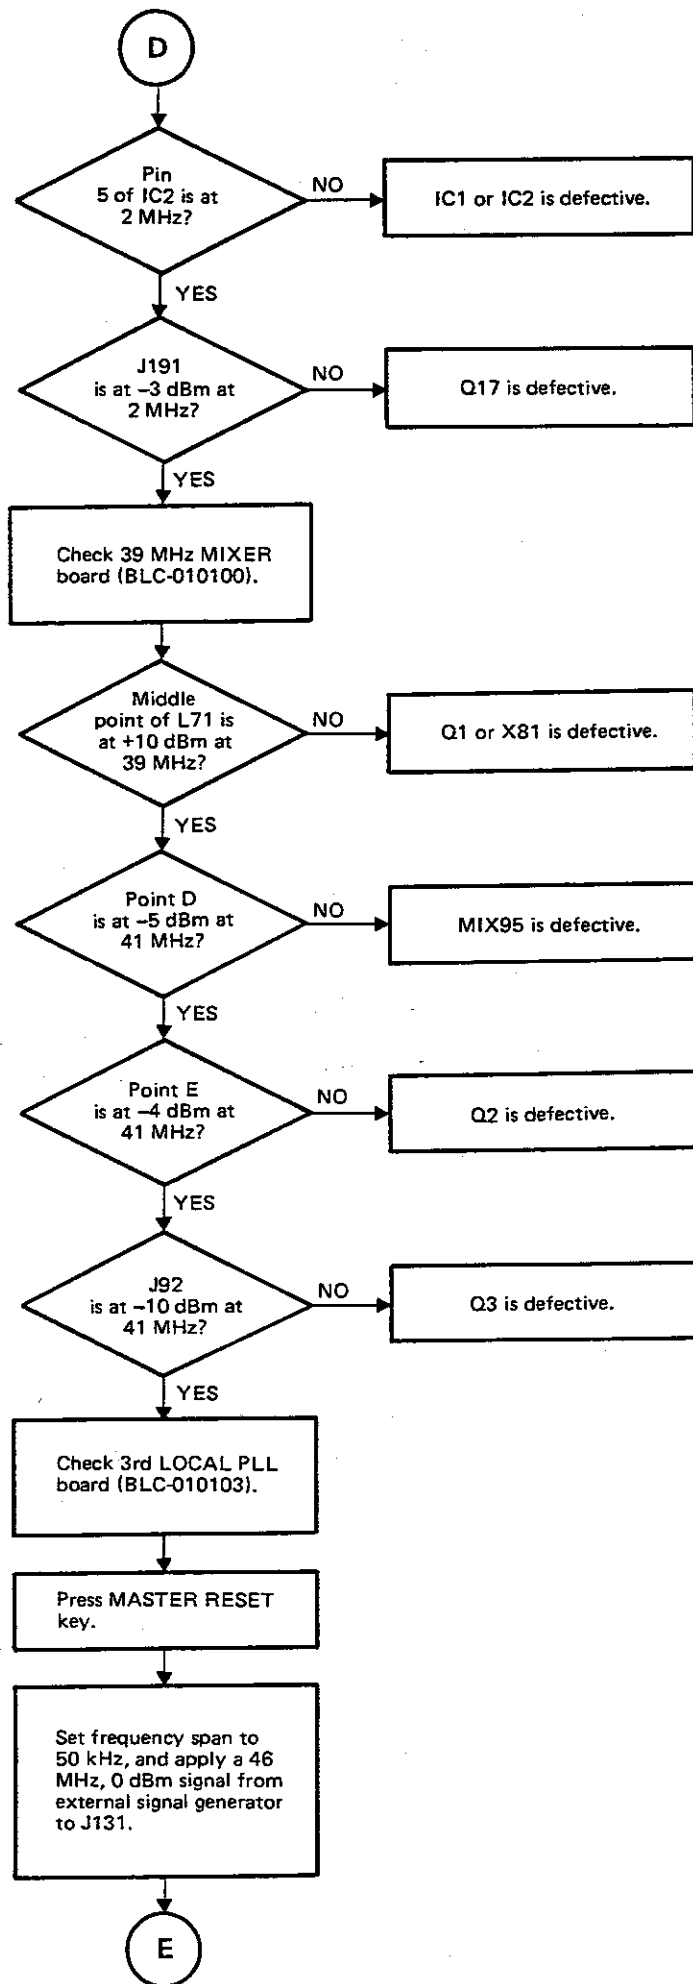 D
Pin
5 of IC2 is at
2 MHz?
NO
IC1 or IC2 is defective.
YES
J191
is at –3 dBm at
2 MHz?
NO
Q17 is defective.
YES
Check 39 MHz MIXER
board (BLC-010100).
Middle
point of L71 is
at +10 dBm at
39 MHz?
NO
Q1 or X81 is defective.
YES
Point D
is at –5 dBm at
41 MHz?
NO
MIX95 is defective.
YES
Point E
is at –4 dBm at
41 MHz?
NO
Q2 is defective.
YES
J92
is at –10 dBm at
41 MHz?
NO
Q3 is defective.
YES
Check 3rd LOCAL PLL
board (BLC-010103).
Press MASTER RESET
key.
Set frequency span to
50 kHz, and apply a 46
MHz, 0 dBm signal from
external signal generator
to J131.
E